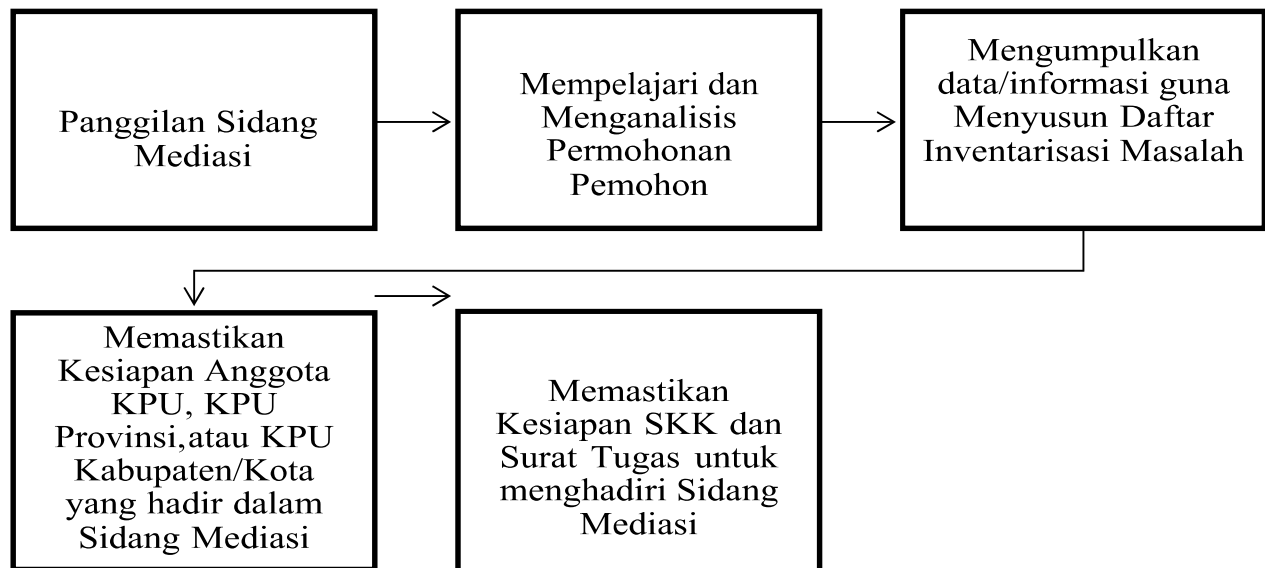 Panggilan Sidang
Mediasi
Mempelajari dan
Menganalisis
Permohonan
Pemohon
Mengumpulkan
data/informasi guna
Menyusun Daftar
Inventarisasi Masalah
Memastikan
Kesiapan Anggota
KPU, KPU
Provinsi,atau KPU
Kabupaten/Kota
yang hadir dalam
Sidang Mediasi
Memastikan
Kesiapan SKK dan
Surat Tugas untuk
menghadiri Sidang
Mediasi